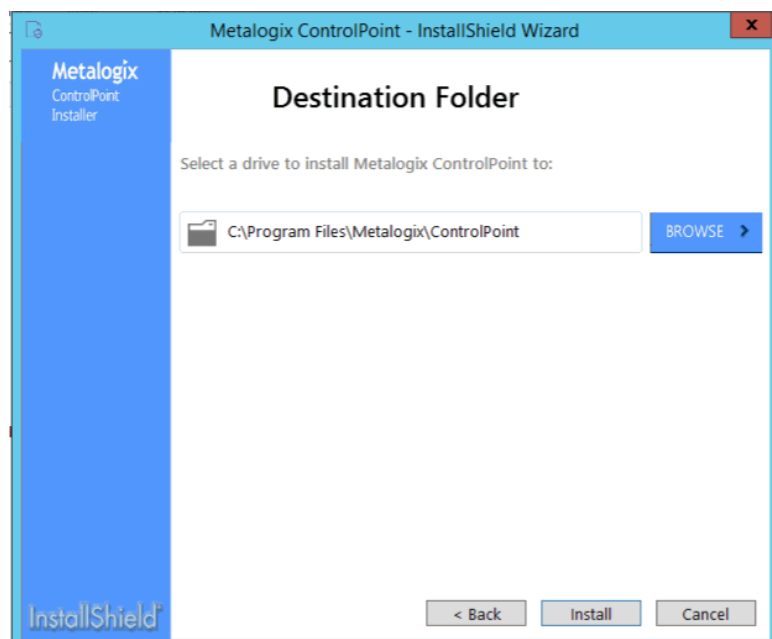 Metalogix ControlPoint - InstallShield Wizard
x
Metalogix
ControlPoint
Installer
Destination Folder
Select a drive to install Metalogix ControlPoint to:
C:\Program Files\Metalogix\ControlPoint
BROWSE >
InstallShield®
< Back
Install
Cancel